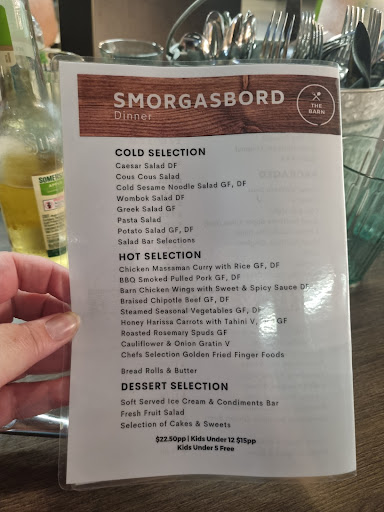 SMORGASBORD
Dinner
THE
BARN
COLD SELECTION
Caesar Salad DF
Cous Cous Salad
Cold Sesame Noodle Salad GF, DF
Wombok Salad DF
Greek Salad GF
Pasta Salad
Potato Salad GF, DF
Salad Bar Selections
HOT SELECTION
Chicken Massaman Curry with Rice GF, DF
BBQ Smoked Pulled Pork GF, DF
Barn Chicken Wings with Sweet & Spicy Sauce DF
Braised Chipotle Beef GF, DF
Steamed Seasonal Vegetables GF, DF
Honey Harissa Carrots with Tahini V, GF
Roasted Rosemary Spuds GF
Cauliflower & Onion Gratin V
Chefs Selection Golden Fried Finger Foods
Bread Rolls & Butter
DESSERT SELECTION
Soft Served Ice Cream & Condiments Bar
Fresh Fruit Salad
Selection of Cakes & Sweets
$22.50pp | Kids Under 12 $15pp
Kids Under 5 Free